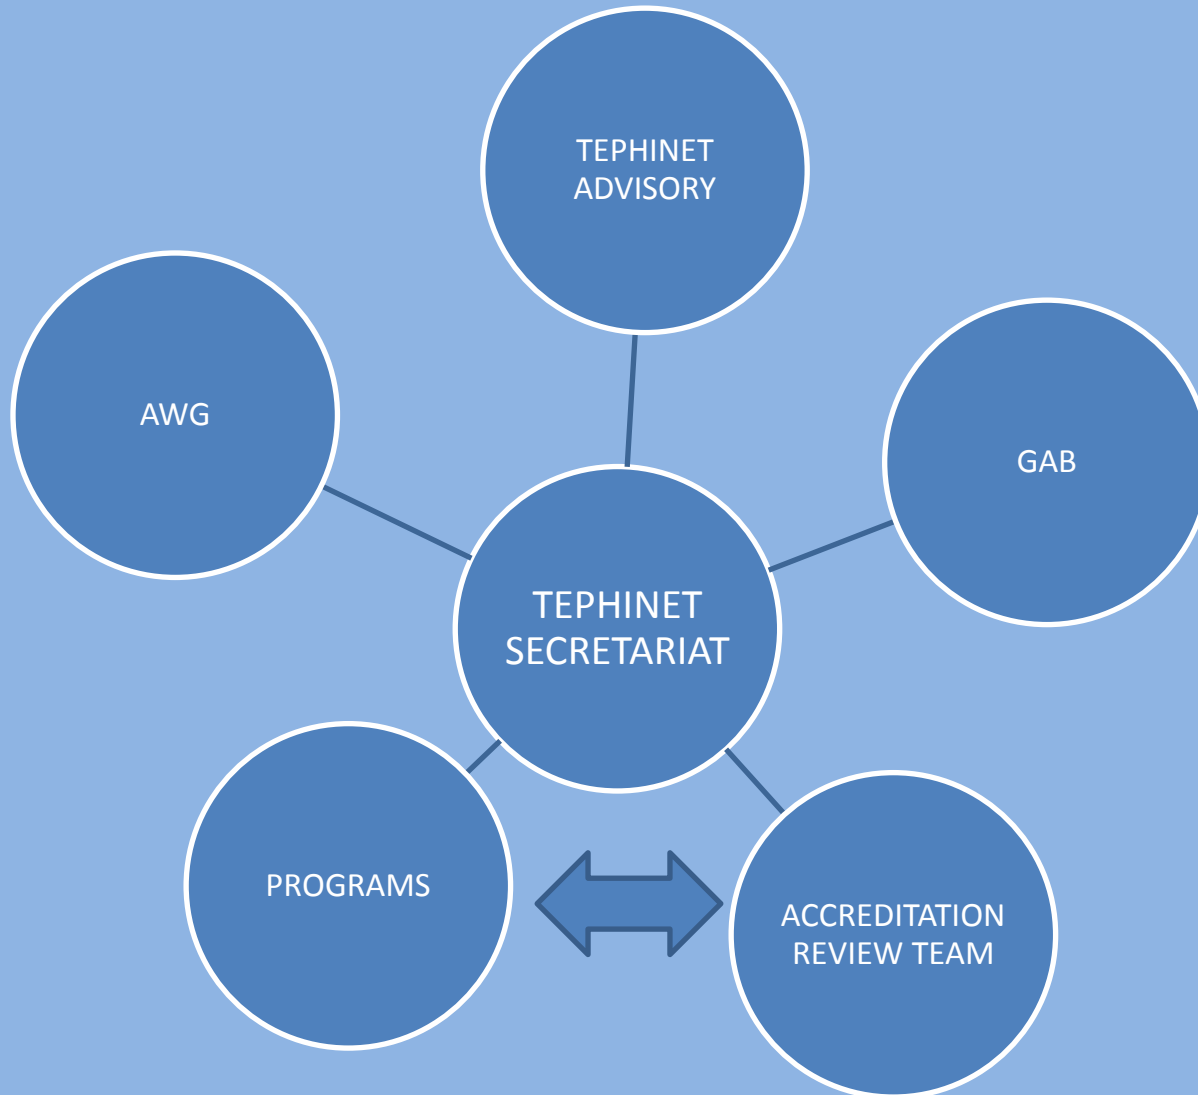 TEPHINET
ADVISORY
AWG
GAB
TEPHINET
SECRETARIAT
PROGRAMS
ACCREDITATION
REVIEW TEAM